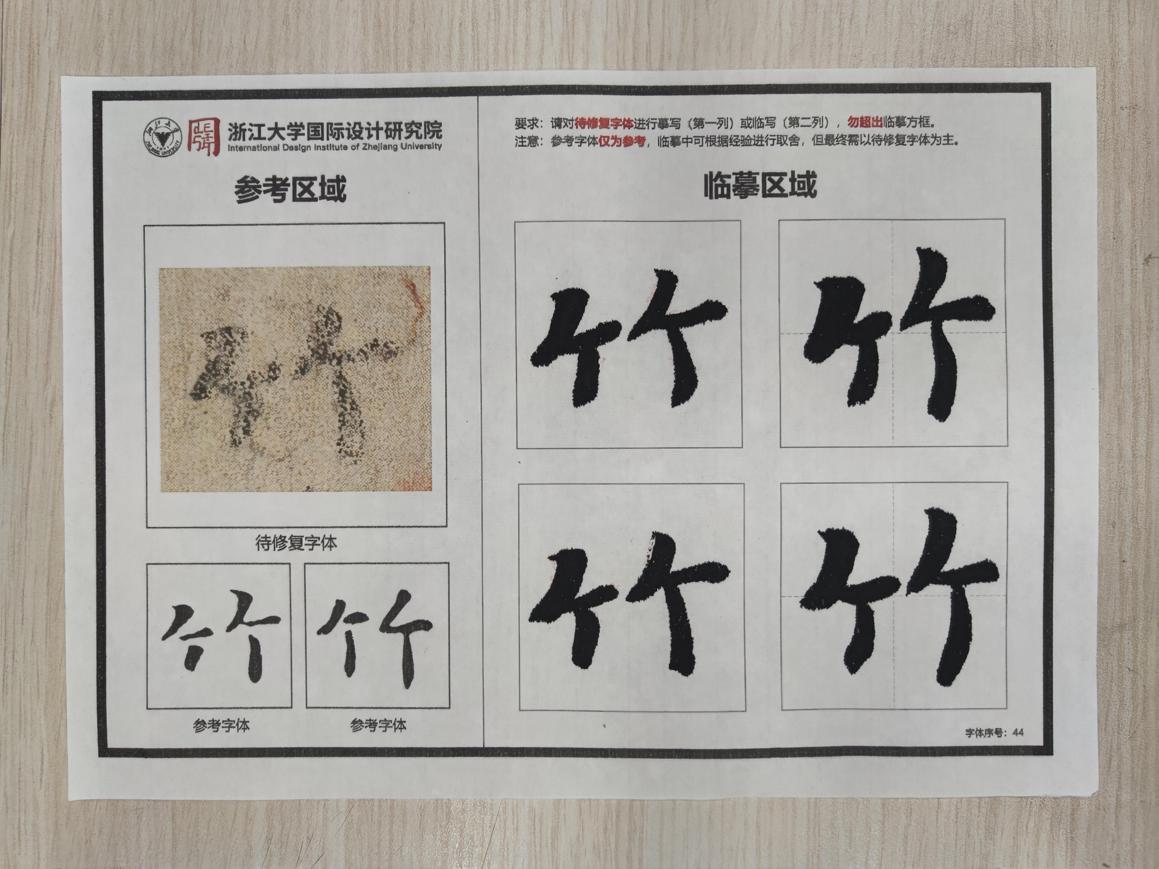 浙江大学国际设计研究院
International Design Institute of Zhejiang University
参考区域
竹
待修复字体
竹 竹
参考字体 参考字体
要求：请对待修复字体进行摹写（第一列）或临写（第二列），勿超出临摹方框。
注意：参考字体仅为参考，临摹中可根据经验进行取舍，但最终需以待修复字体为主。
临摹区域
竹 竹
竹 竹
字体序号：44